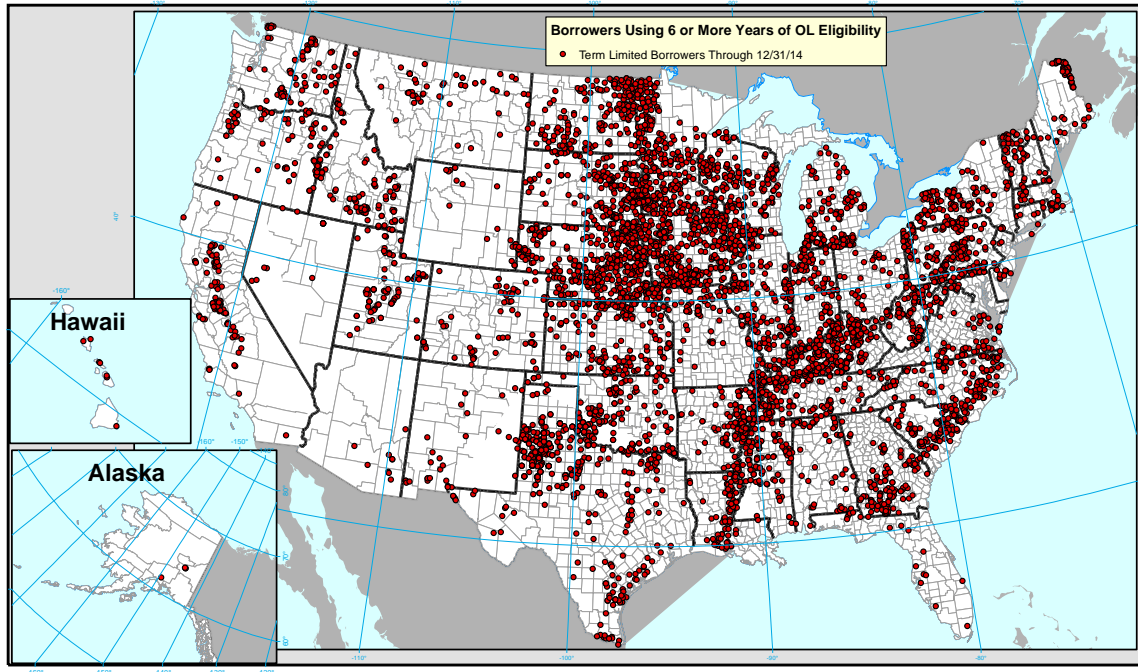 Borrowers Using 6 or More Years of OL Eligibility
Term Limited Borrowers Through 12/31/14
40°
-160°
Hawaii
-160°
-150°
Alaska
-110°
-100°
-90°
-80°